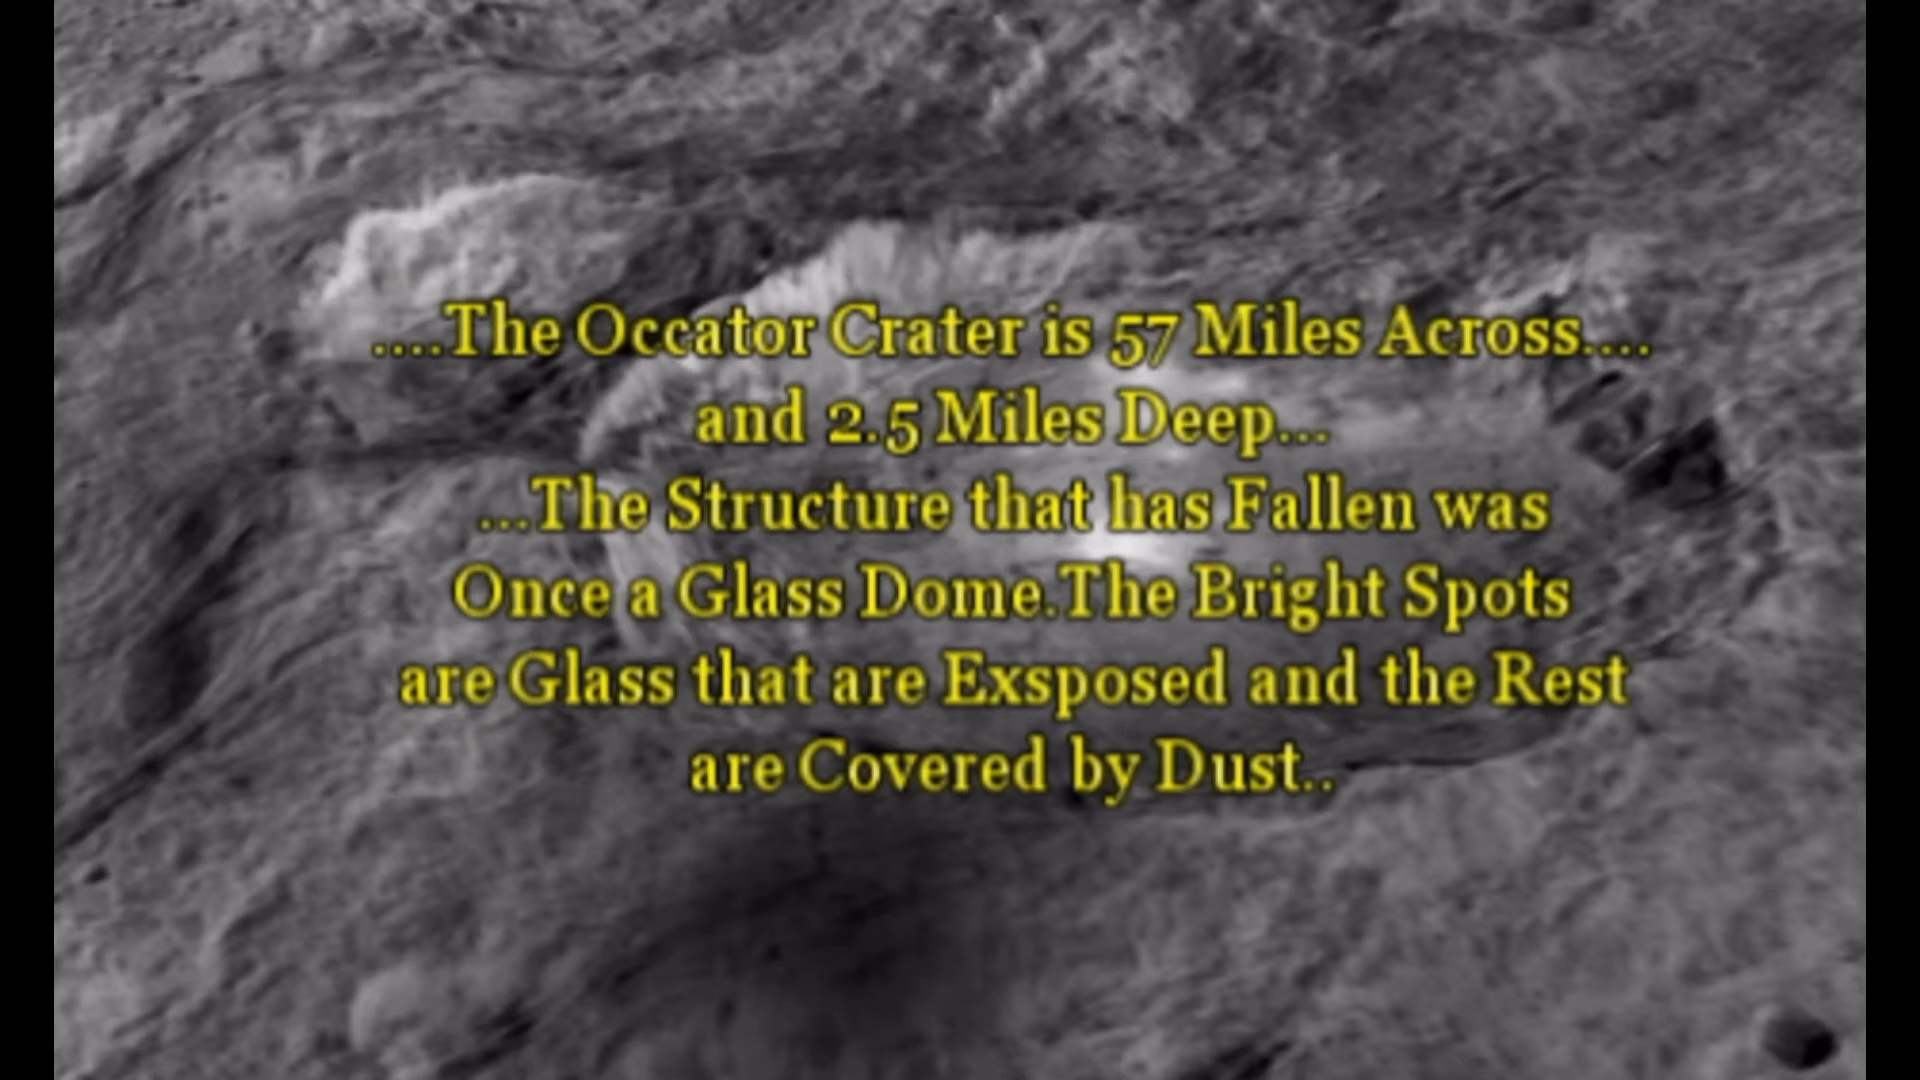 ....The Occator Crater is 57 Miles Across....
and 2.5 Miles Deep...
...The Structure that has Fallen was
Once a Glass Dome.The Bright Spots
are Glass that are Exsposed and the Rest
are Covered by Dust..